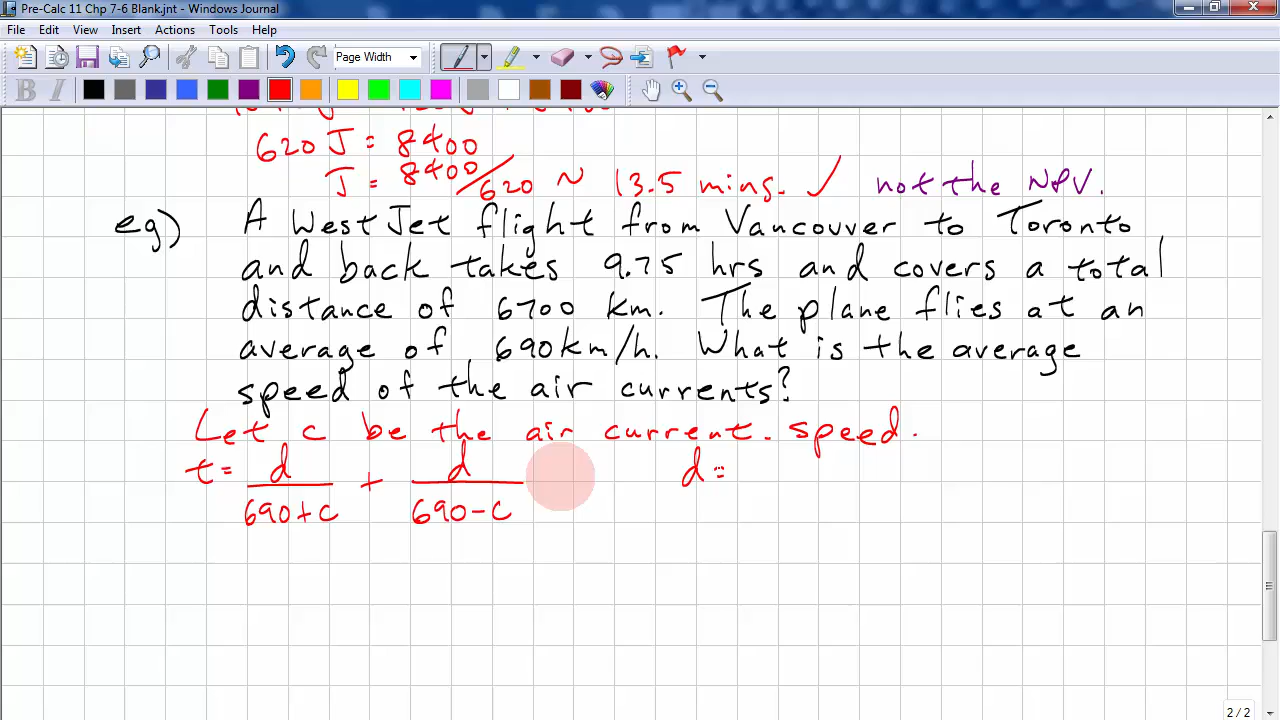 Pre-Calc 11 Chp 7-6 Blank.jnt - Windows Journal
File Edit View Insert Actions Tools Help
Page Width
620 J = 8400
J = 8400/620 ~ 13.5 mins. ✓ not the NPV.
eg) A WestJet flight from Vancouver to Toronto
and back takes 9.75 hrs and covers a total
distance of 6700 km. The plane flies at an
average of 690km/h. What is the average
speed of the air currents?
Let c be the air current. speed.
t = d/690+c + d/690-c d=
2/2